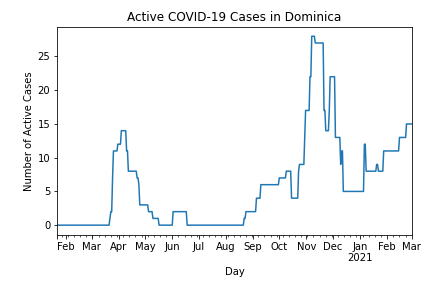 Active COVID-19 Cases in Dominica
Number of Active Cases
25
20
15
10
5
0
Feb Mar Apr May Jun Jul Aug Sep Oct Nov Dec Jan Feb Mar
2021
Day